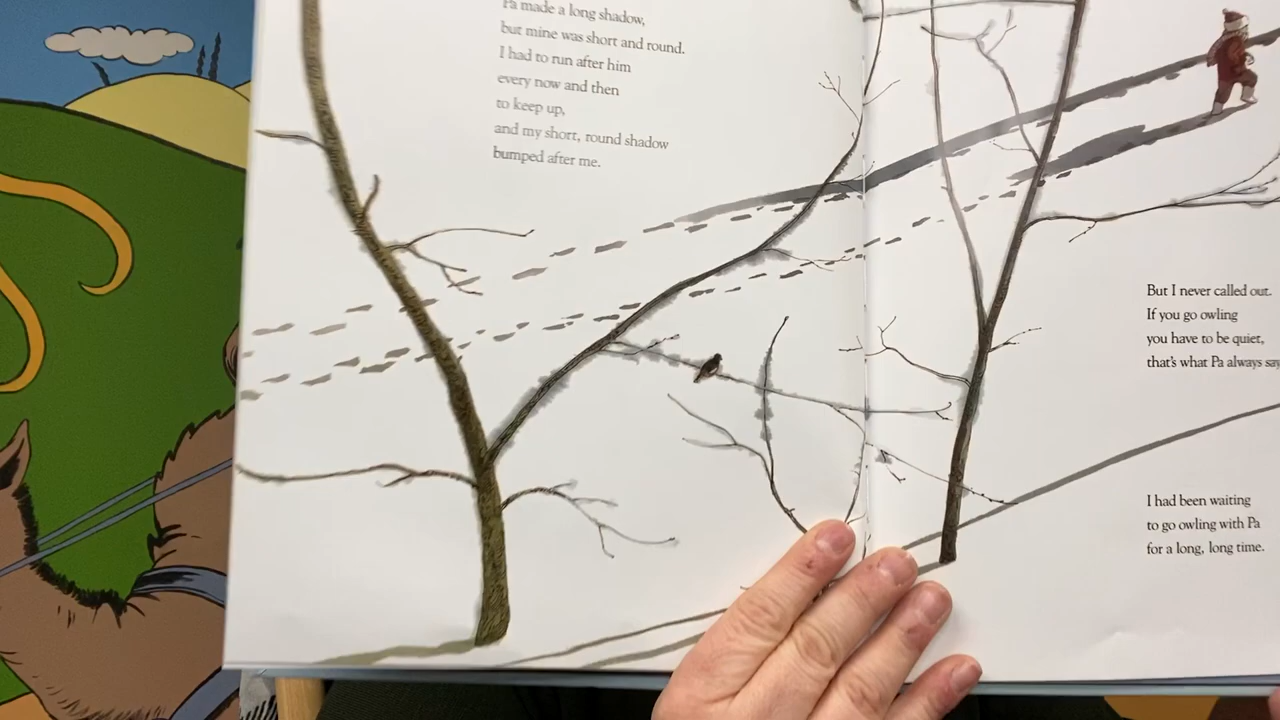 Pa made a long shadow,
but mine was short and round.
I had to run after him
every now and then
to keep up,
and my short, round shadow
bumped after me.
But I never called out.
If you go owling
you have to be quiet,
that's what Pa always say
I had been waiting
to go owling with Pa
for a long, long time.